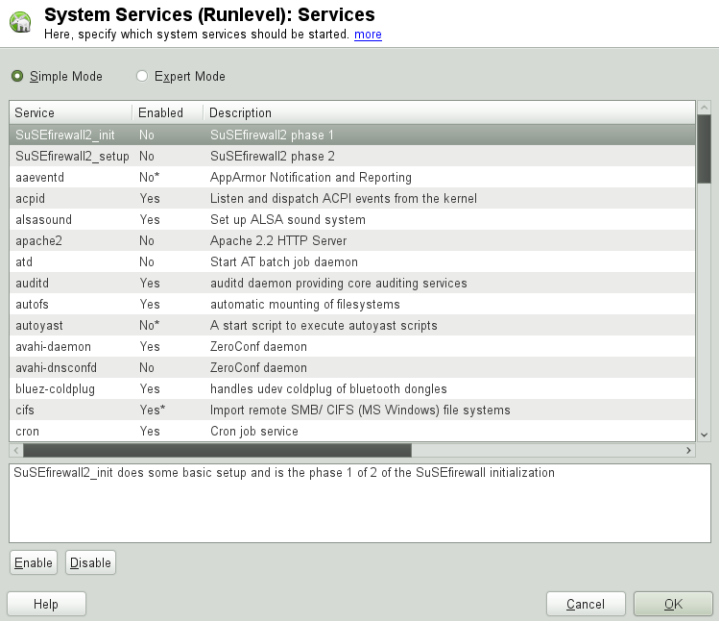 System Services (Runlevel): Services
Here, specify which system services should be started. more
Simple Mode Expert Mode
Service Enabled Description
SuSEfirewall2_init No SuSEfirewall2 phase 1
SuSEfirewall2_setup No SuSEfirewall2 phase 2
aaeventd No* AppArmor Notification and Reporting
acpid Yes Listen and dispatch ACPI events from the kernel
alsasound Yes Set up ALSA sound system
apache2 No Apache 2.2 HTTP Server
atd No Start AT batch job daemon
auditd Yes auditd daemon providing core auditing services
autofs Yes automatic mounting of filesystems
autoyast No* A start script to execute autoyast scripts
avahi-daemon Yes ZeroConf daemon
avahi-dnsconfd No ZeroConf daemon
bluez-coldplug Yes handles udev coldplug of bluetooth dongles
cifs Yes* Import remote SMB/ CIFS (MS Windows) file systems
cron Yes Cron job service
SuSEfirewall2_init does some basic setup and is the phase 1 of 2 of the SuSEfirewall initialization
Enable Disable
Help Cancel OK